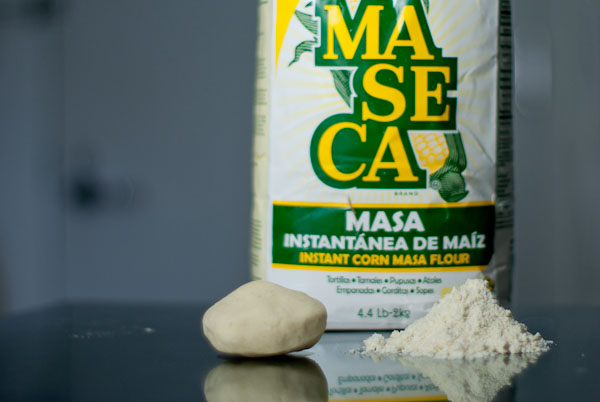 MA
SE
CA
BRAND
MASA
INSTANTÁNEA DE MAÍZ
INSTANT CORN MASA FLOUR
Tortillas • Tamales • Pupusas • Atoles
Empanadas • Gorditas • Sopes
4.4 Lb-2kg